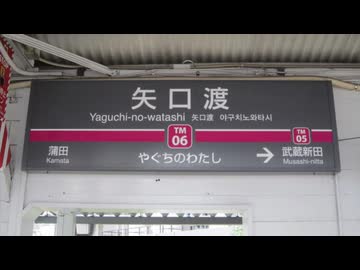 矢口渡
Yaguchi-no-watashi 矢口渡 야구치노와타시
TM
06
TM
05
蒲田
Kamata
やぐちのわたし
→ 武蔵新田
Musashi-nitta